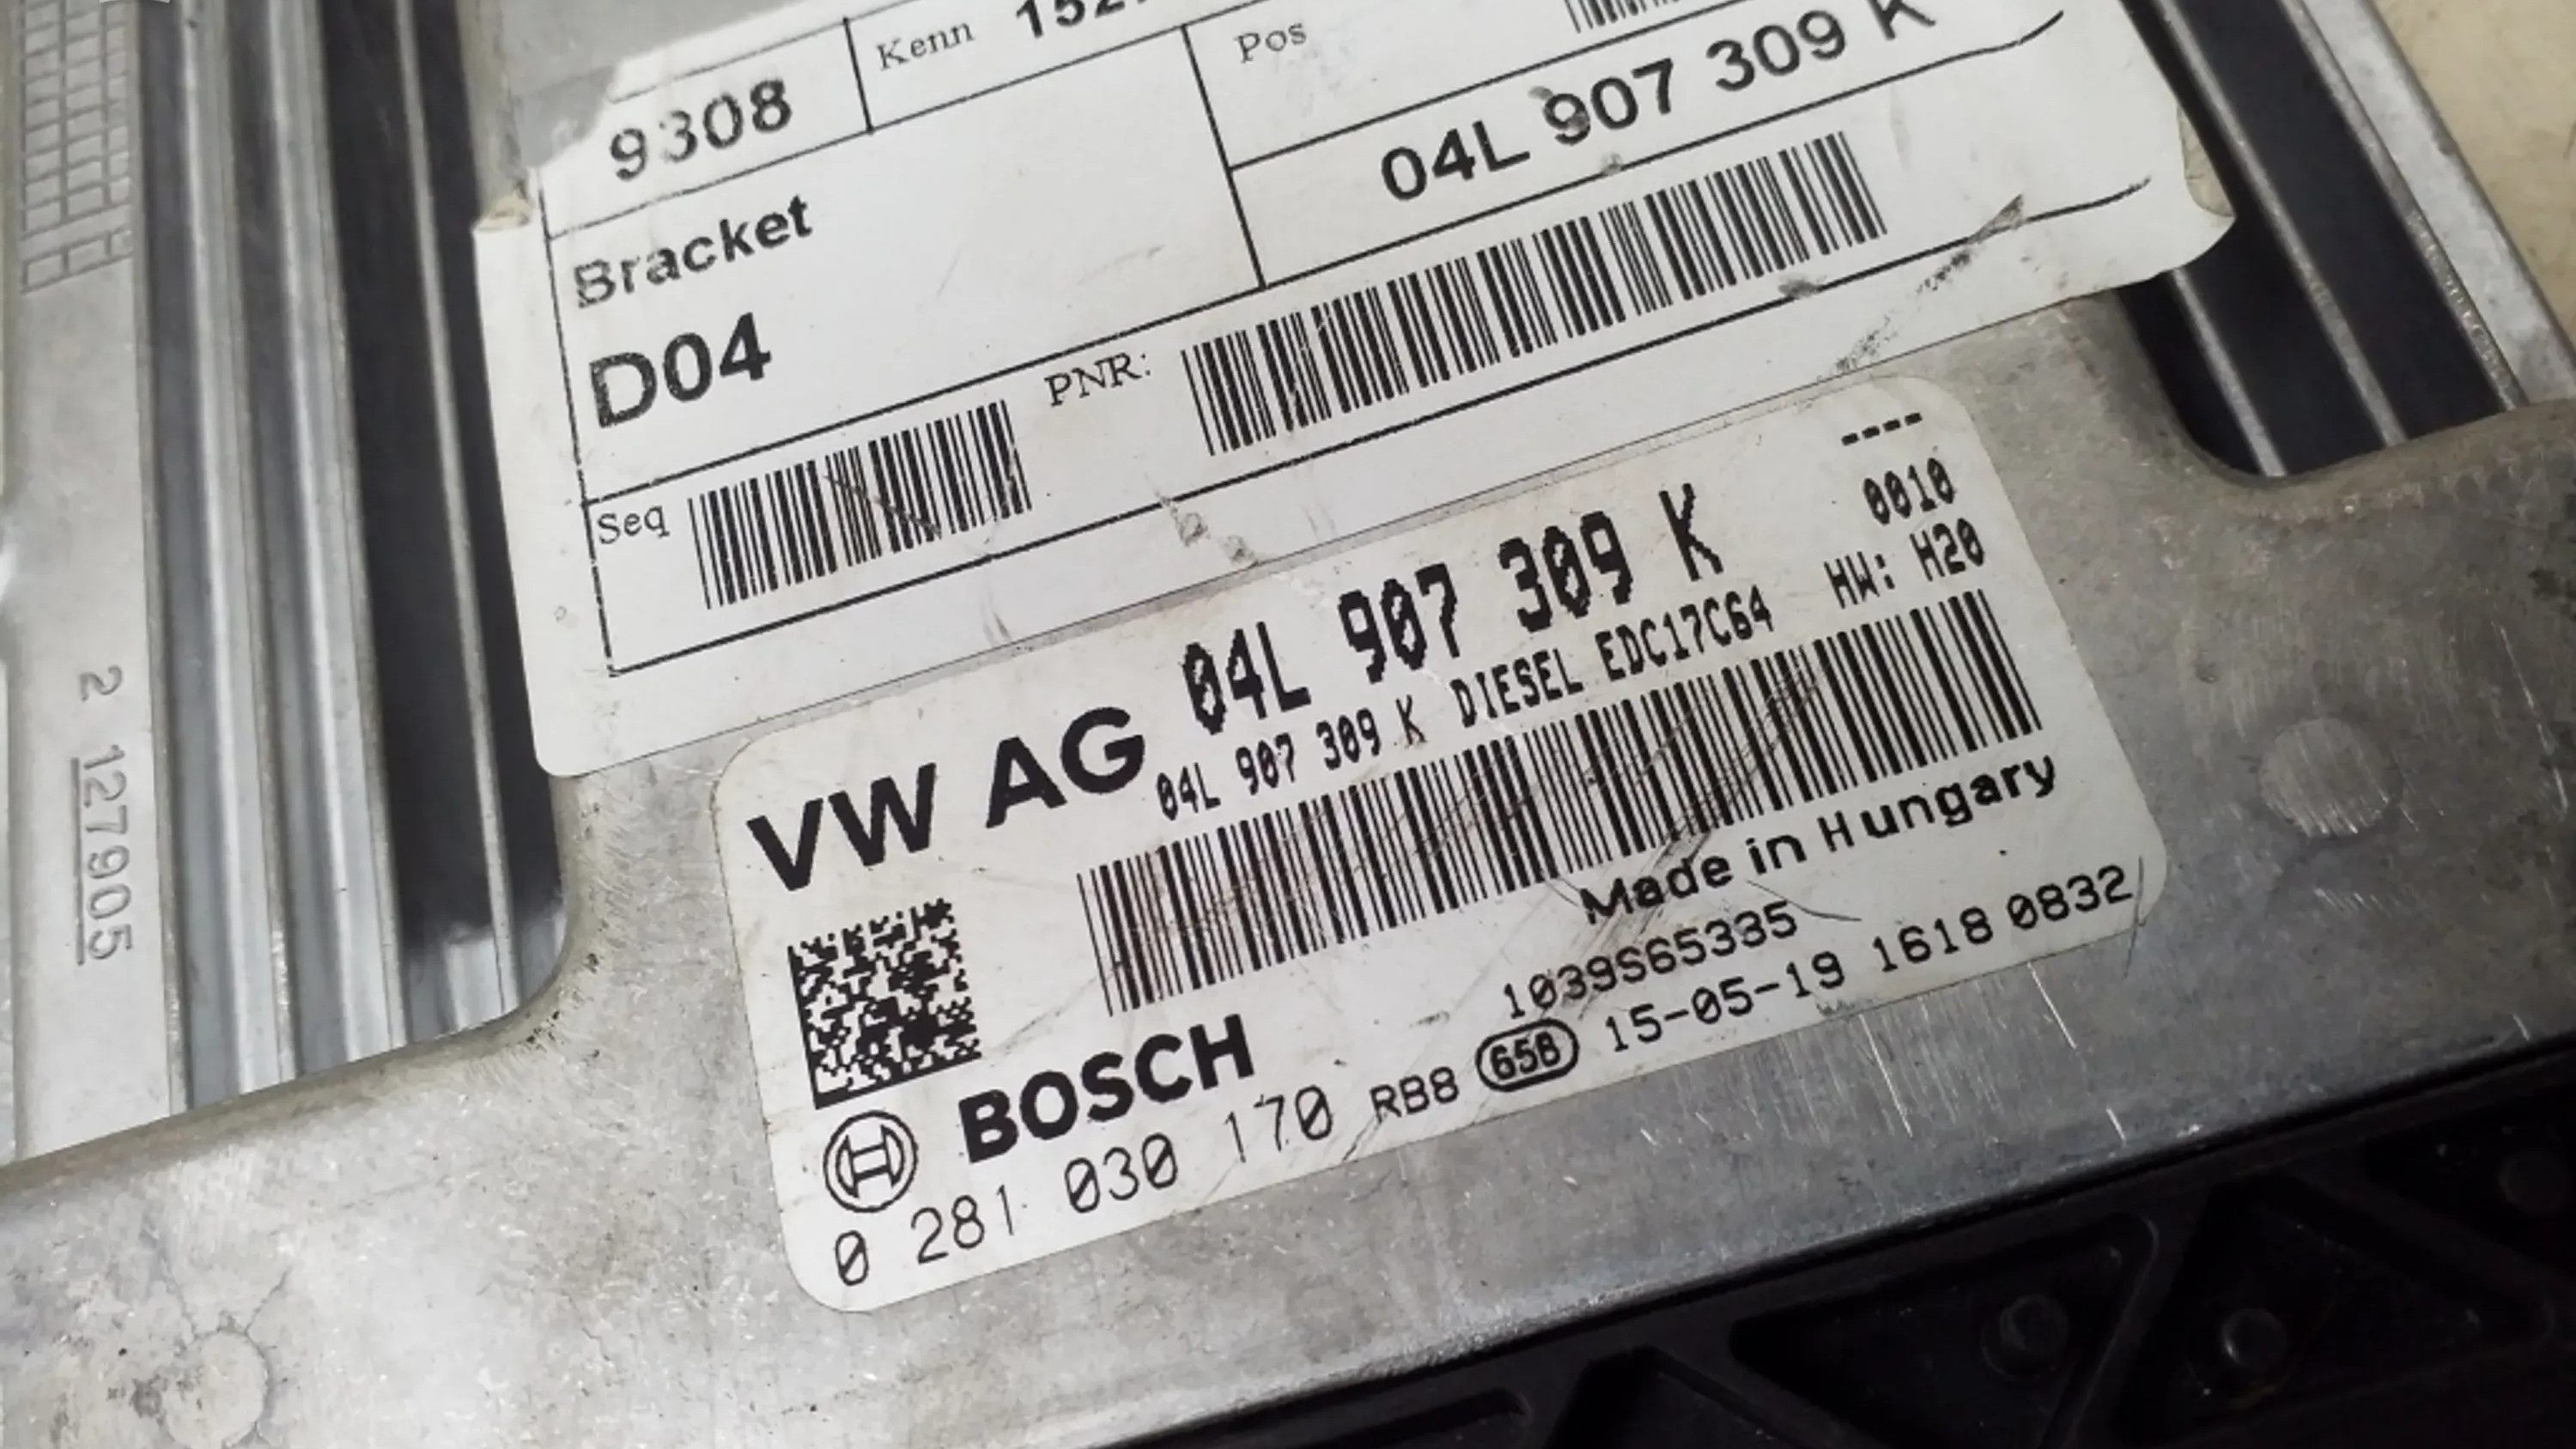 Kenn 152
Pos
9308
04L 907 309 K
Bracket
D04
PNR:
Seq
----
0010
VW AG 04L 907 309 K
HW: H20
04L 907 309 K DIESEL EDC17C64
Made in Hungary
1039S65335
BOSCH
0 281 030 170 RB8 658 15-05-19 1618 0832
2 127905